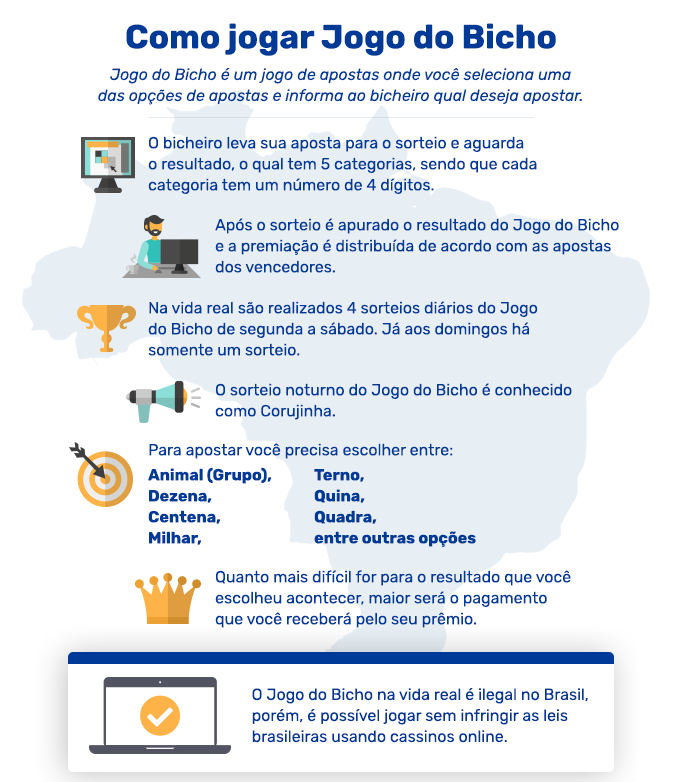 Como jogar Jogo do Bicho
Jogo do Bicho é um jogo de apostas onde você seleciona uma
das opções de apostas e informa ao bicheiro qual deseja apostar.
O bicheiro leva sua aposta para o sorteio e aguarda
o resultado, o qual tem 5 categorias, sendo que cada
categoria tem um número de 4 dígitos.
Após o sorteio é apurado o resultado do Jogo do Bicho
e a premiação é distribuída de acordo com as apostas
dos vencedores.
Na vida real são realizados 4 sorteios diários do Jogo
do Bicho de segunda a sábado. Já aos domingos há
somente um sorteio.
O sorteio noturno do Jogo do Bicho é conhecido
como Corujinha.
Para apostar você precisa escolher entre:
Animal (Grupo),
Dezena,
Centena,
Milhar,
Terno,
Quina,
Quadra,
entre outras opções
Quanto mais difícil for para o resultado que você
escolheu acontecer, maior será o pagamento
que você receberá pelo seu prêmio.
O Jogo do Bicho na vida real é ilegal no Brasil,
porém, é possível jogar sem infringir as leis
brasileiras usando cassinos online.